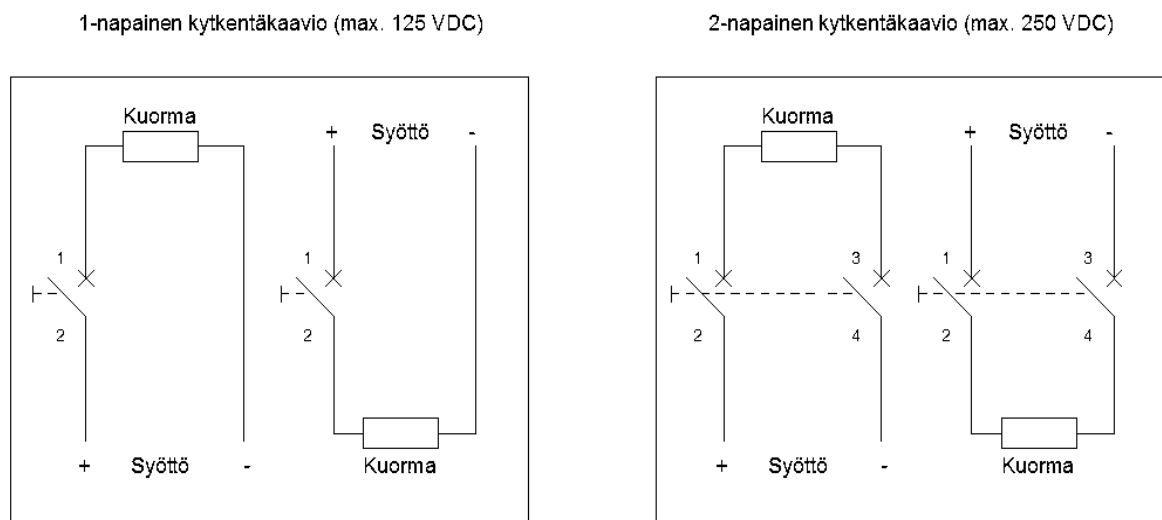 1-napainen kytkentäkaavio (max. 125 VDC)
Kuorma
+ Syöttö -
1
1
2
2
+ Syöttö -
Kuorma
2-napainen kytkentäkaavio (max. 250 VDC)
Kuorma
+ Syöttö -
1 3 1 3
2 4 2 4
+ Syöttö -
Kuorma